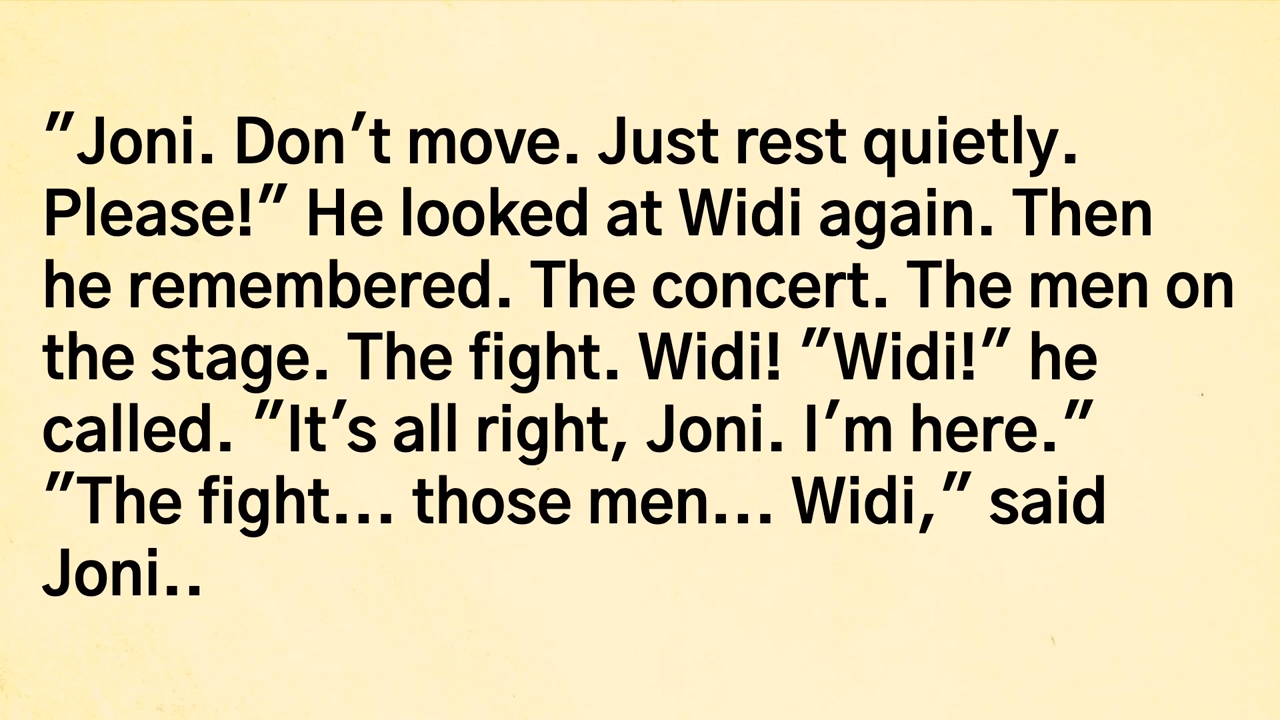 "Joni. Don't move. Just rest quietly.
Please!" He looked at Widi again. Then
he remembered. The concert. The men on
the stage. The fight. Widi! "Widi!" he
called. "It's all right, Joni. I'm here."
"The fight... those men... Widi," said
Joni..